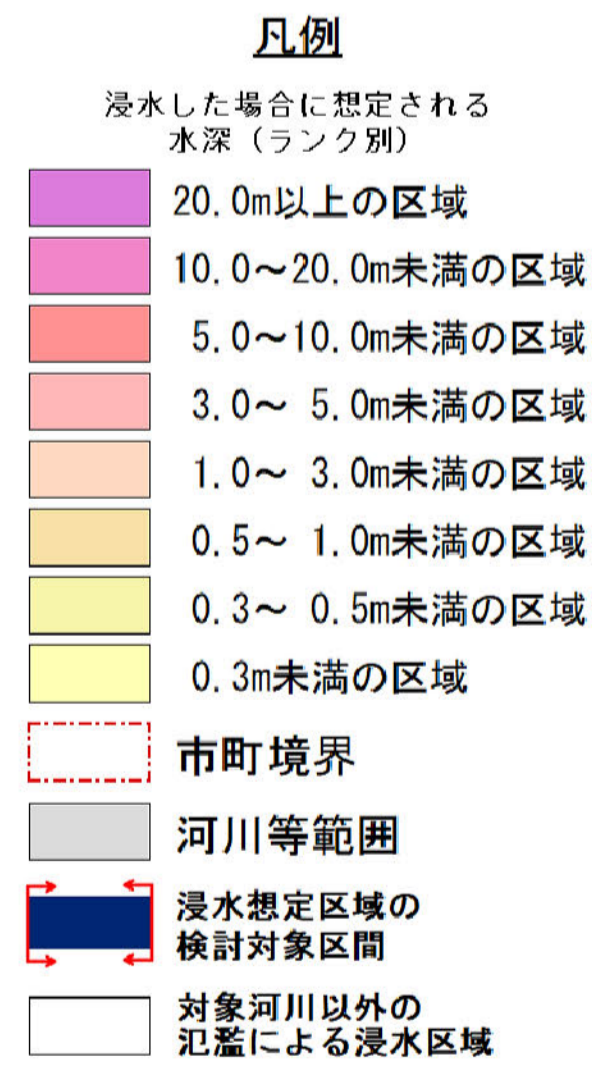 凡例
浸水した場合に想定される
水深（ランク別）
20.0m以上の区域
10.0～20.0m未満の区域
5.0～10.0m未満の区域
3.0～ 5.0m未満の区域
1.0～ 3.0m未満の区域
0.5～ 1.0m未満の区域
0.3～ 0.5m未満の区域
0.3m未満の区域
市町境界
河川等範囲
浸水想定区域の
検討対象区間
対象河川以外の
氾濫による浸水区域